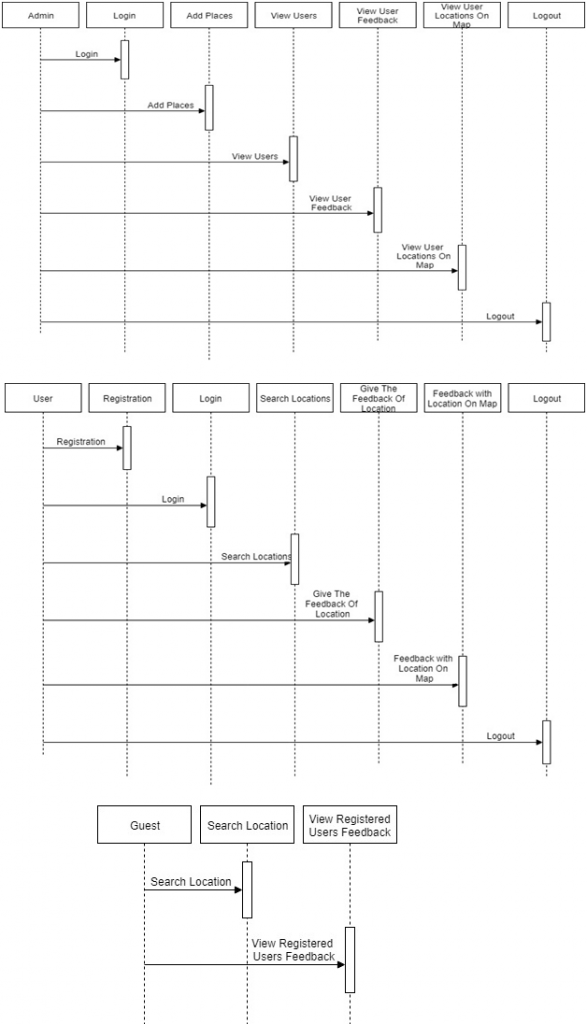 Admin
Login
Add Places
View Users
View User
Feedback
View User
Locations On
Map
Logout
Login
Add Places
View Users
View User
Feedback
View User
Locations On
Map
Logout
User
Registration
Login
Search Locations
Give The
Feedback Of
Location
Feedback with
Location On Map
Logout
Registration
Login
Search Locations
Give The
Feedback Of
Location
Feedback with
Location On
Map
Logout
Guest
Search Location
View Registered
Users Feedback
Search Location
View Registered
Users Feedback